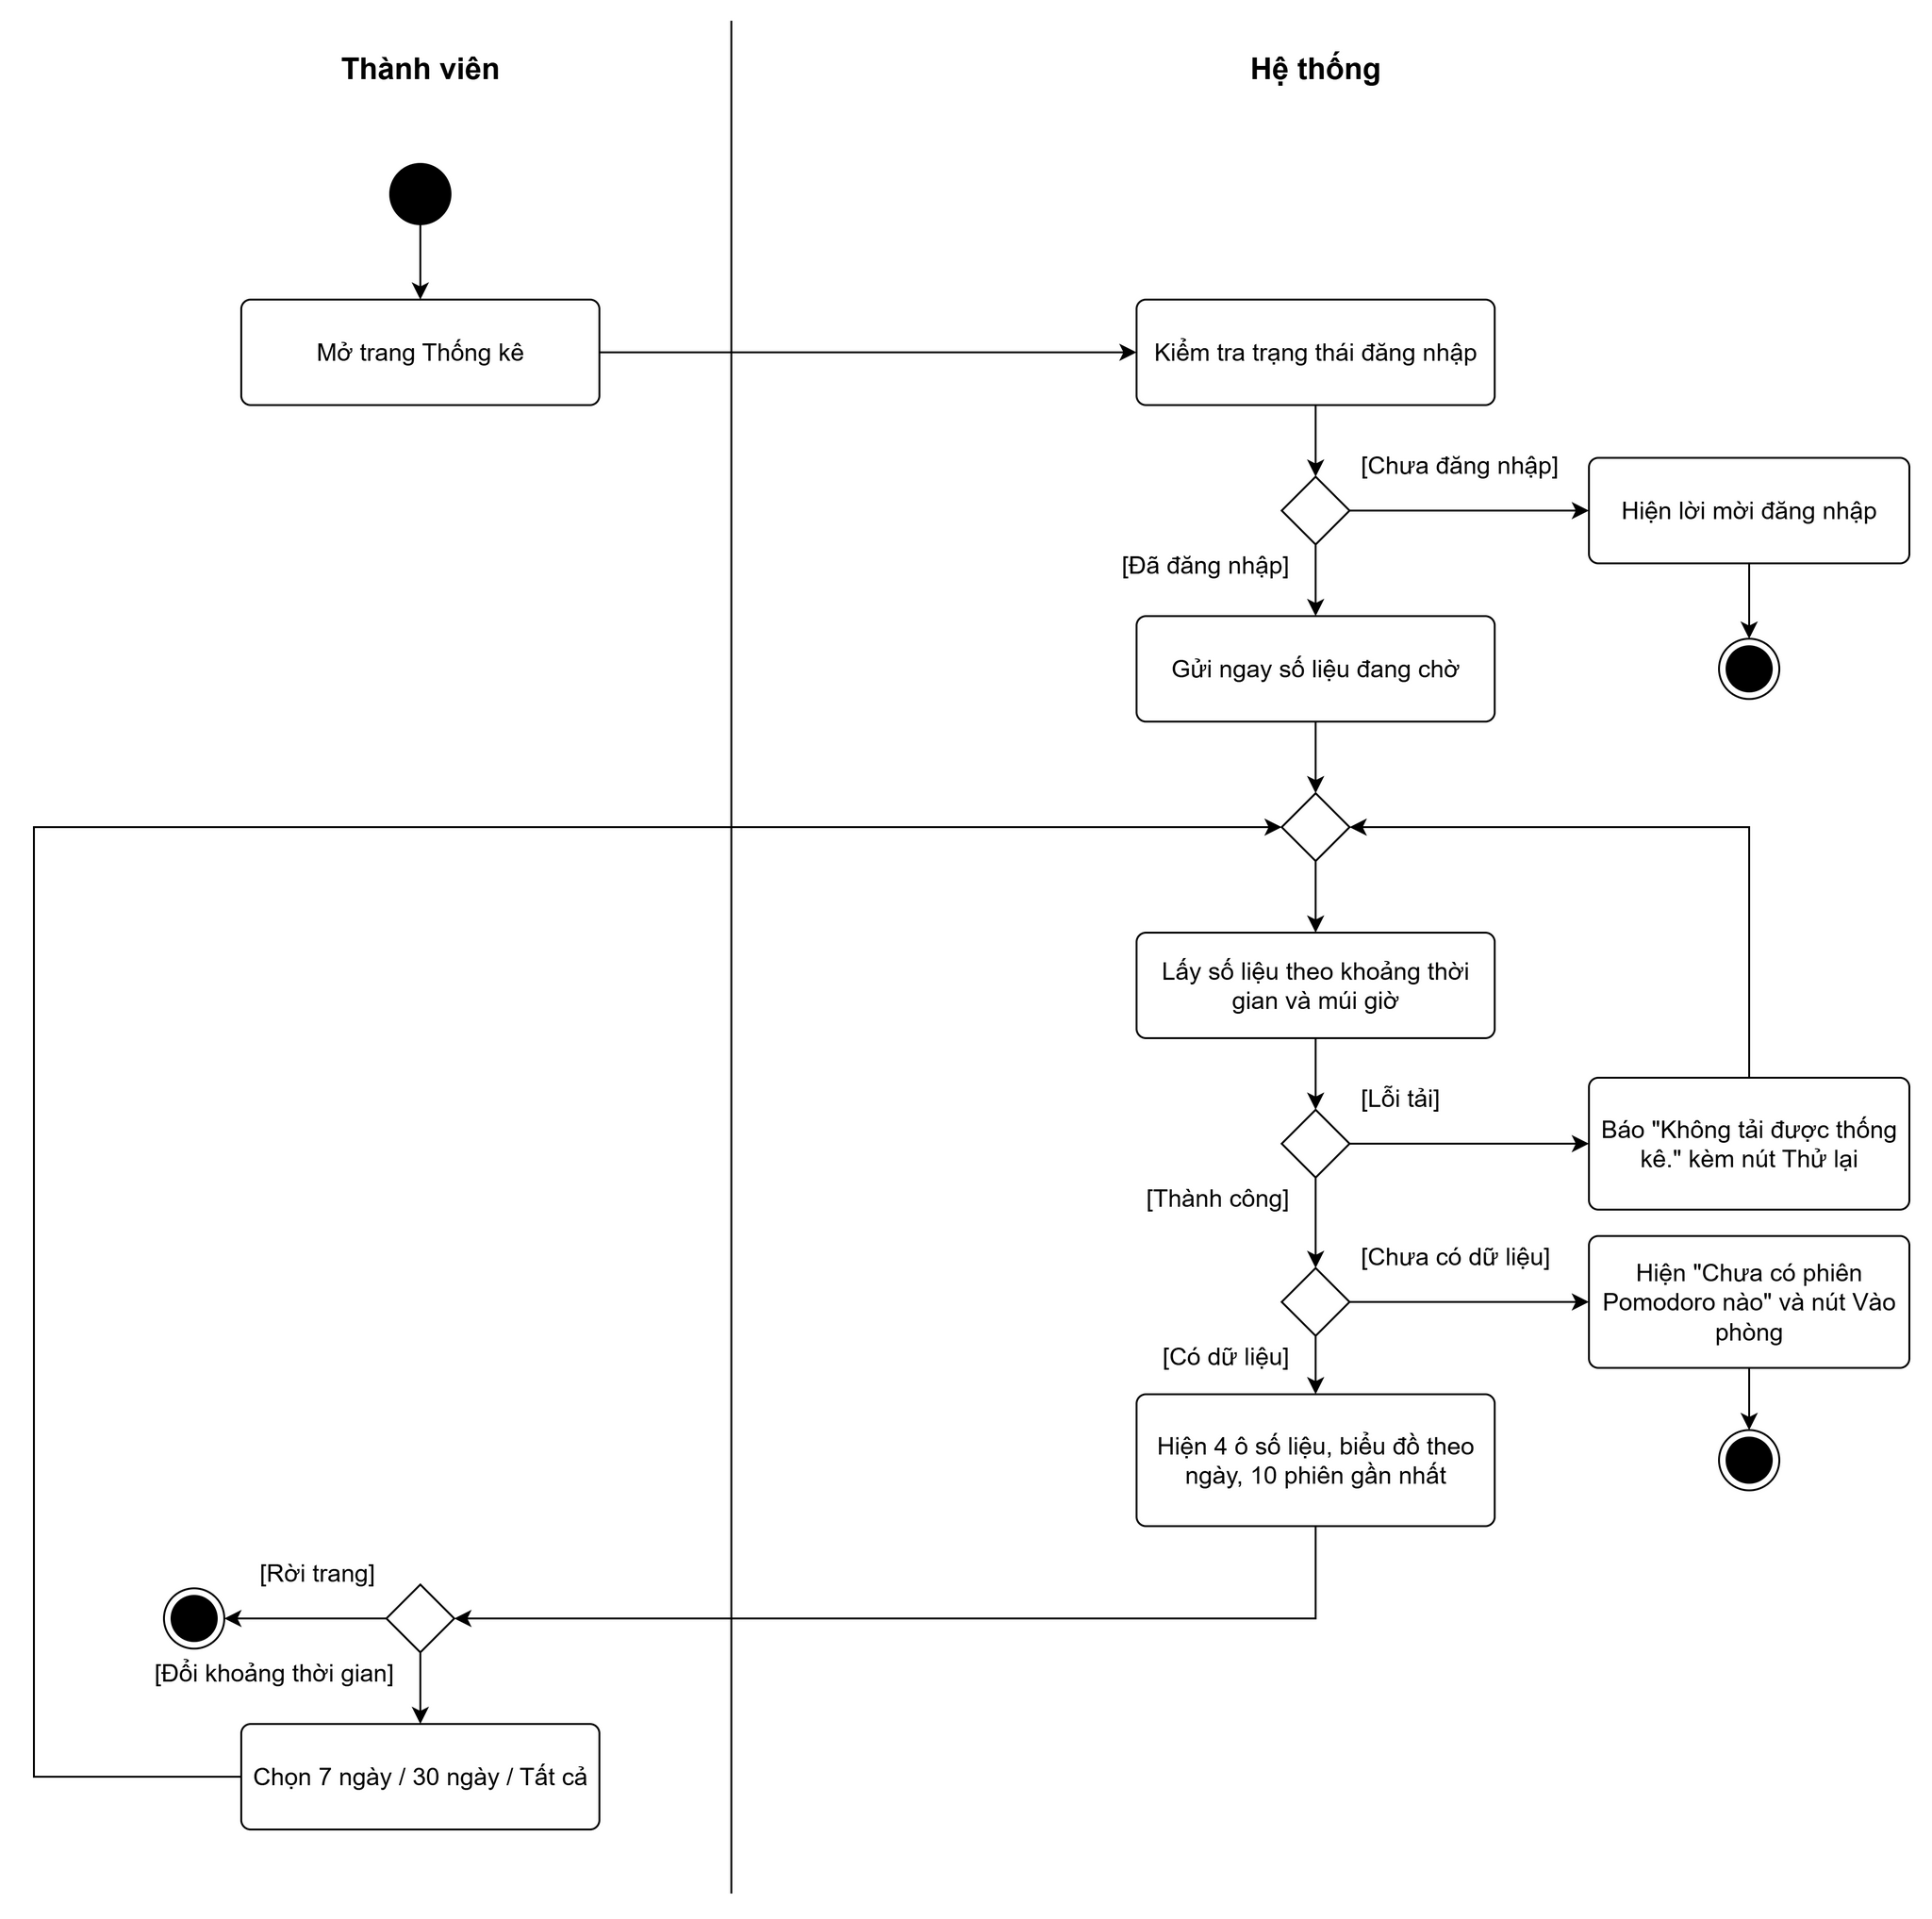 Thành viên
Hệ thống
Mở trang Thống kê
Kiểm tra trạng thái đăng nhập
[Chưa đăng nhập]
Hiện lời mời đăng nhập
[Đã đăng nhập]
Gửi ngay số liệu đang chờ
Lấy số liệu theo khoảng thời
gian và múi giờ
[Lỗi tải]
Báo "Không tải được thống
kê." kèm nút Thử lại
[Thành công]
[Chưa có dữ liệu]
Hiện "Chưa có phiên
Pomodoro nào" và nút Vào
phòng
[Có dữ liệu]
Hiện 4 ô số liệu, biểu đồ theo
ngày, 10 phiên gần nhất
[Rời trang]
[Đổi khoảng thời gian]
Chọn 7 ngày / 30 ngày / Tất cả